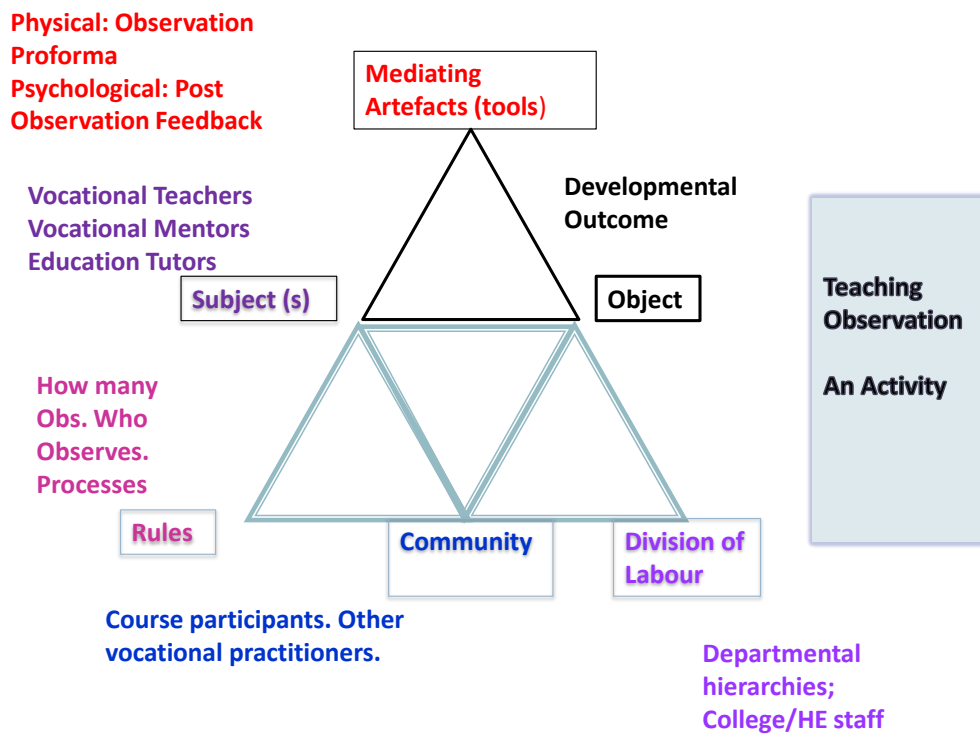 Physical: Observation
Proforma
Psychological: Post
Observation Feedback
Mediating
Artefacts (tools)
Vocational Teachers
Vocational Mentors
Education Tutors
Developmental
Outcome
Subject (s)
Object
Teaching
Observation
An Activity
How many
Obs. Who
Observes.
Processes
Rules
Community
Division of
Labour
Course participants. Other
vocational practitioners.
Departmental
hierarchies;
College/HE staff